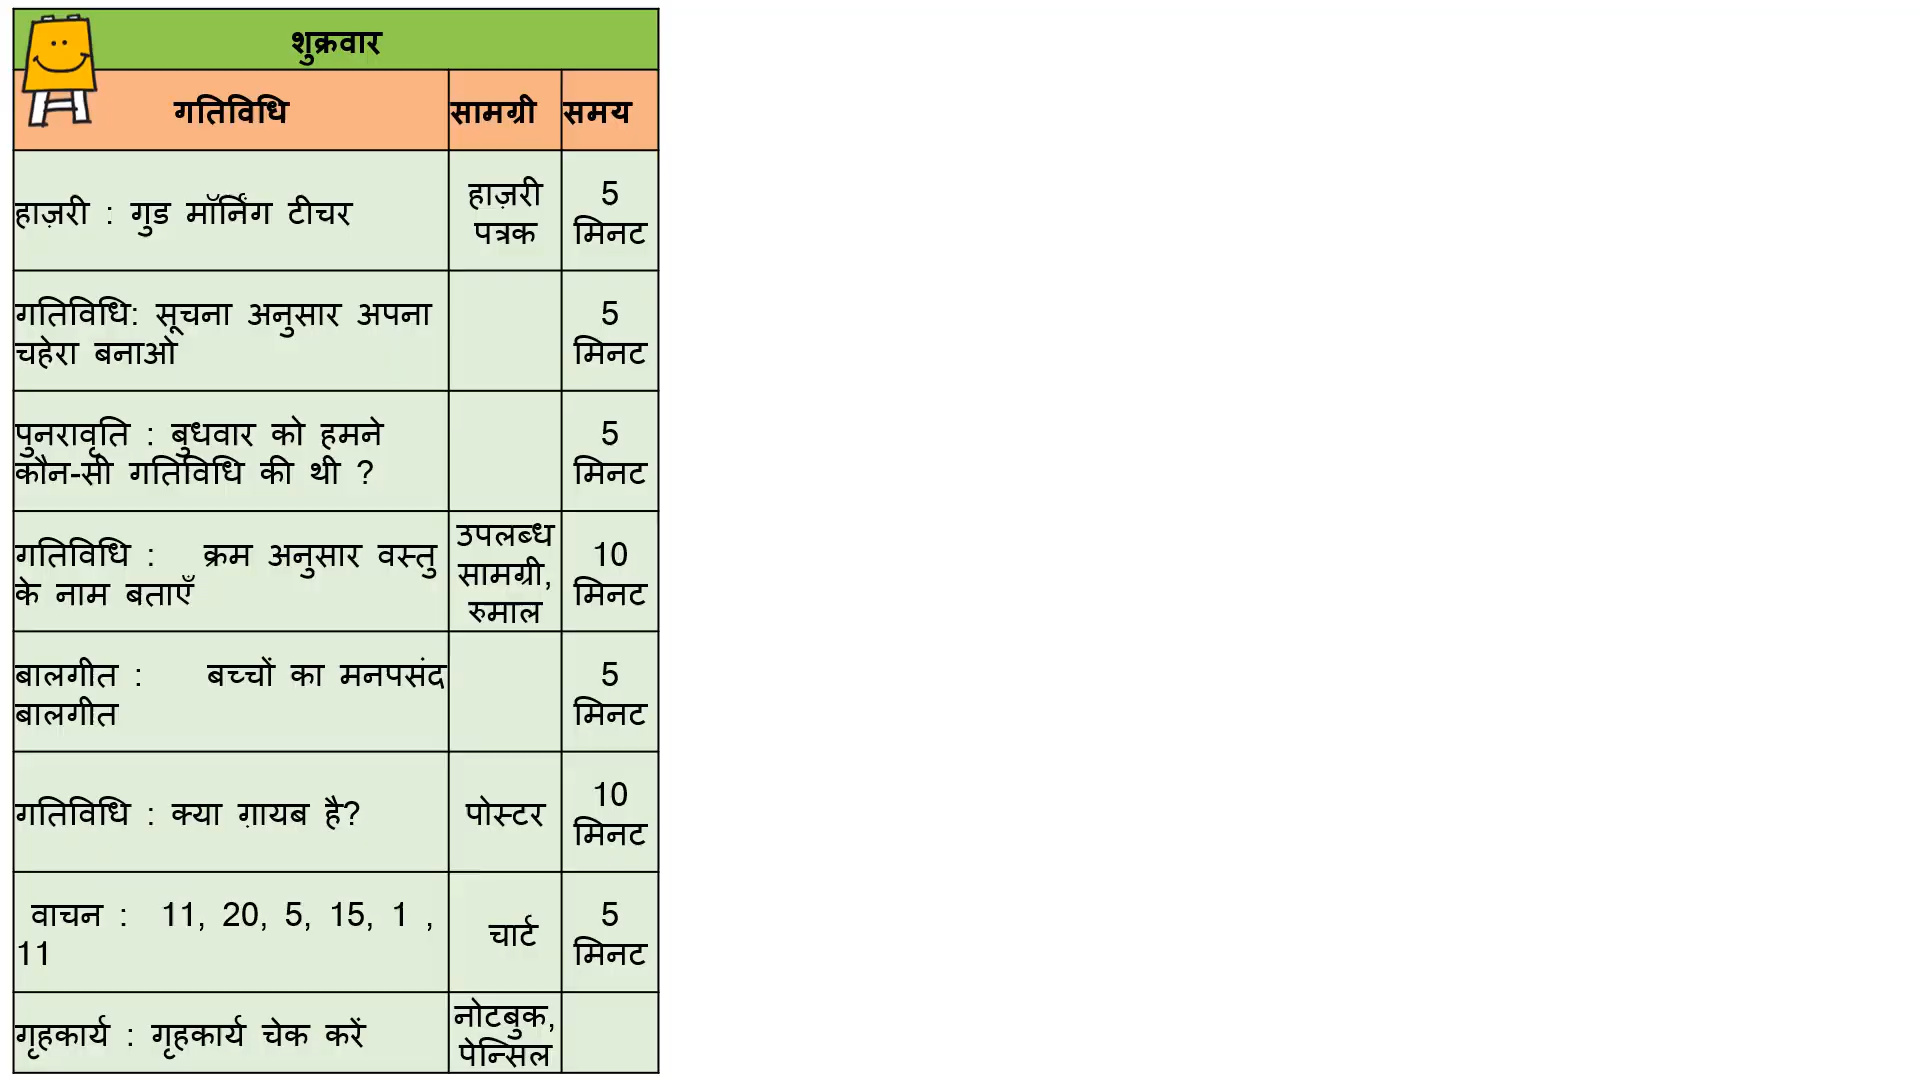 शुक्रवार
गतिविधि सामग्री समय
हाज़री : गुड मॉर्निंग टीचर
हाज़री
पत्रक
5
मिनट
गतिविधि: सूचना अनुसार अपना
चहेरा बनाओ
5
मिनट
पुनरावृति : बुधवार को हमने
कौन-सी गतिविधि की थी ?
5
मिनट
गतिविधि : क्रम अनुसार वस्तु
के नाम बताएँ
उपलब्ध
सामग्री,
रुमाल
10
मिनट
बालगीत : बच्चों का मनपसंद
बालगीत
5
मिनट
गतिविधि : क्या ग़ायब है?
पोस्टर
10
मिनट
वाचन : 11, 20, 5, 15, 1 ,
11
चार्ट
5
मिनट
गृहकार्य : गृहकार्य चेक करें
नोटबुक,
पेन्सिल